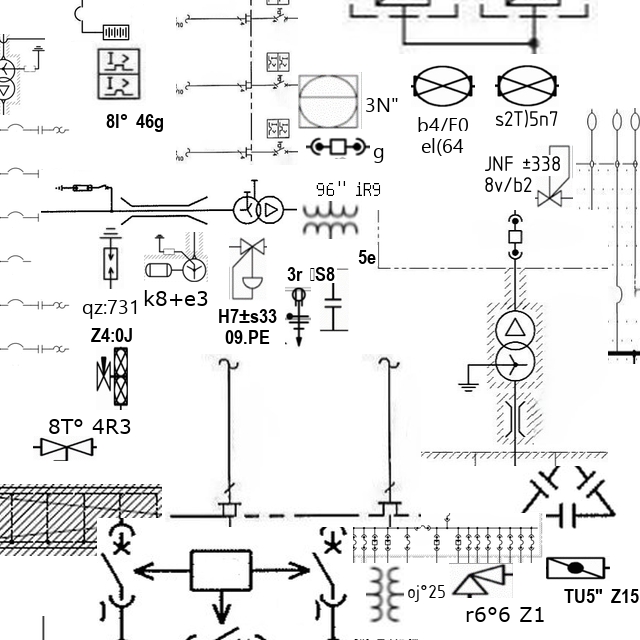 8I° 46g
3N"
b4/F0
el(64
s2T)5n7
g
JNF ±338
8v/b2
96'' iR9
5e
qz:731
k8+e3
3r S8
H7±s33
09.PE
Z4:0J
8T° 4R3
oj°25
r6°6 Z1
TU5" Z15